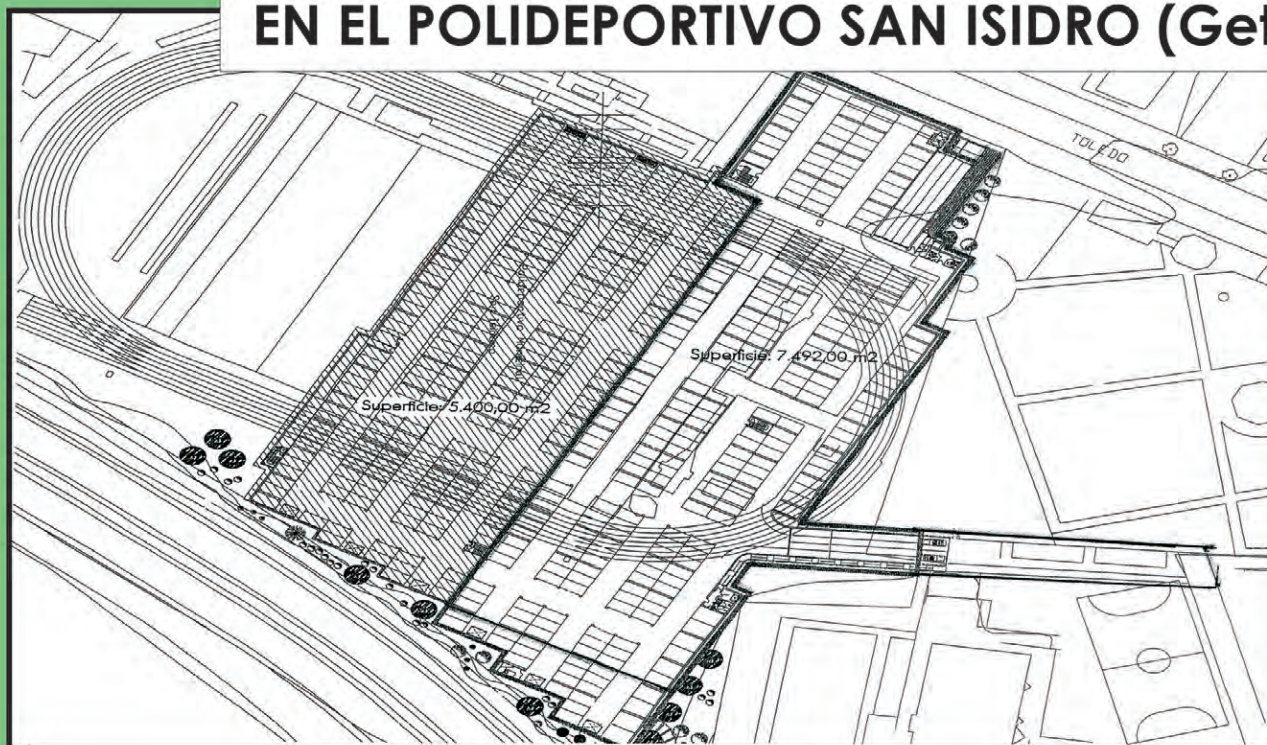 EN EL POLIDEPORTIVO SAN ISIDRO (Get
TOLEDO
Superficie: 7.492,00 m2
Superficie: 5.400,00 m2